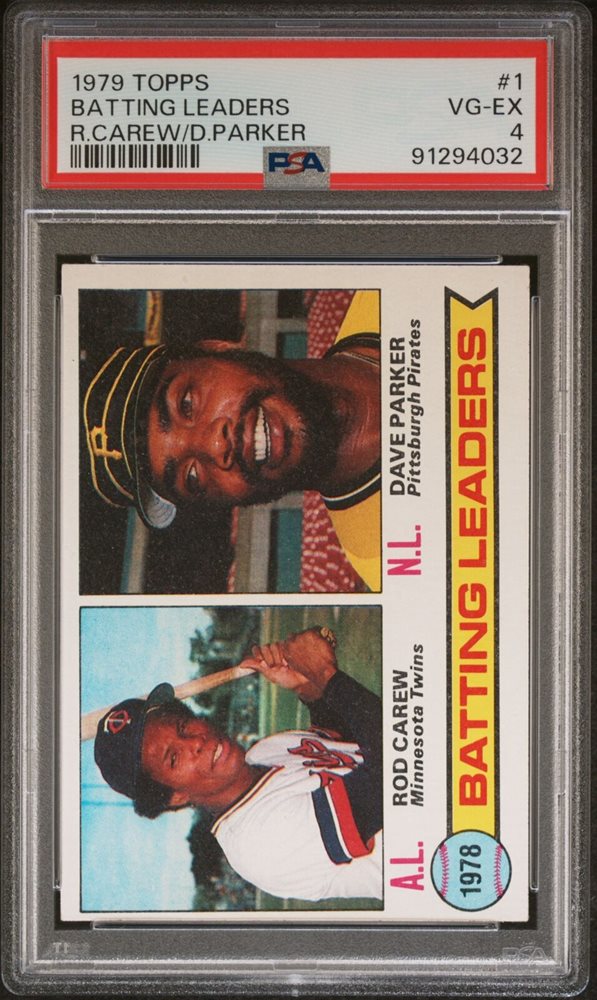 1979 TOPPS #1
BATTING LEADERS VG-EX
R.CAREW/D.PARKER 4
PSA 91294032
P
T
A.L. ROD CAREW
Minnesota Twins
N.L. DAVE PARKER
Pittsburgh Pirates
1978 BATTING LEADERS
PSA